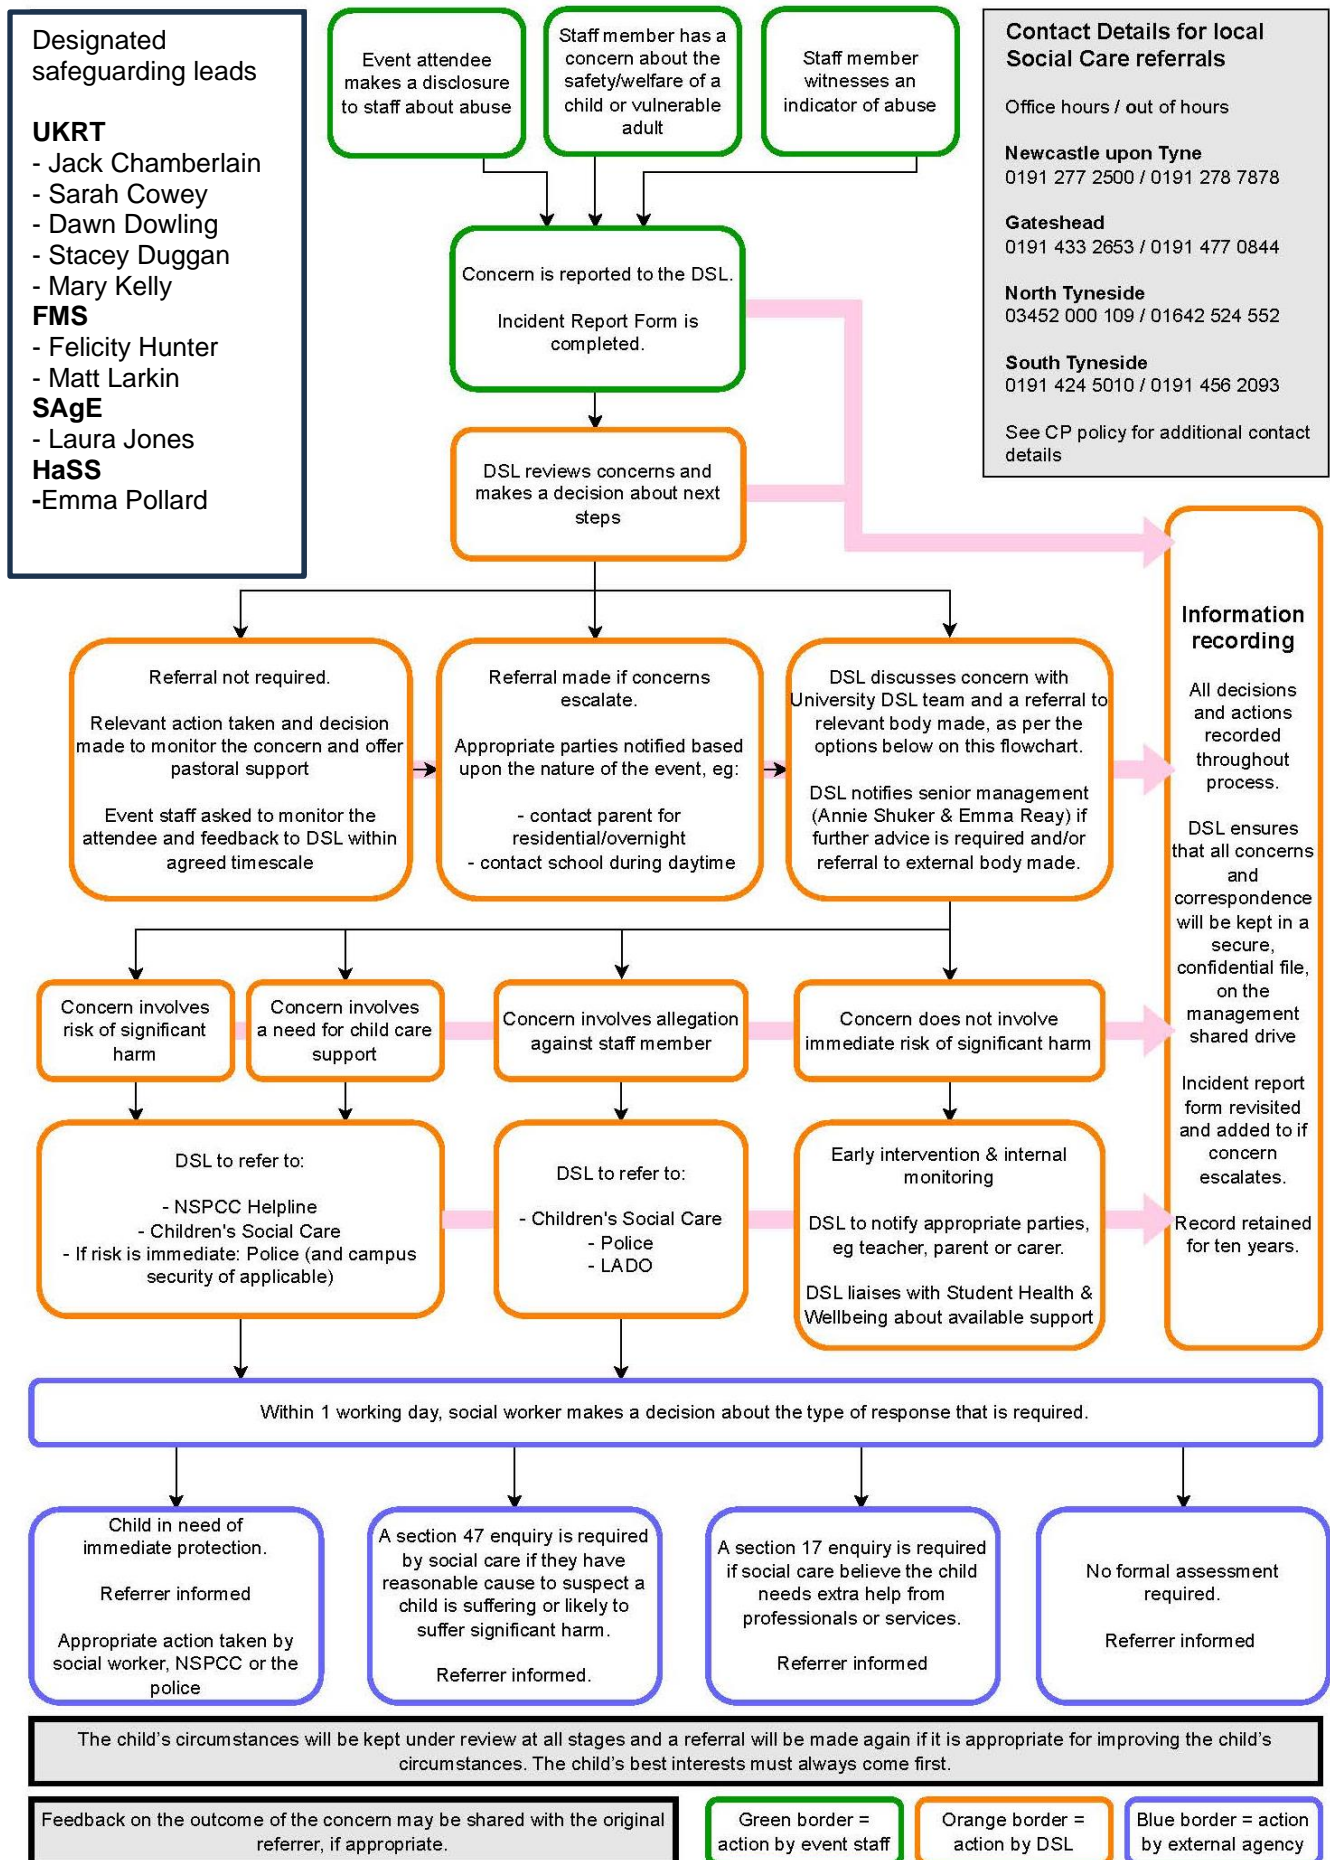 Designated
safeguarding leads
UKRT
- Jack Chamberlain
- Sarah Cowey
- Dawn Dowling
- Stacey Duggan
- Mary Kelly
FMS
- Felicity Hunter
- Matt Larkin
SAgE
- Laura Jones
HaSS
-Emma Pollard
Event attendee
makes a disclosure
to staff about abuse
Staff member has a
concern about the
safety/welfare of a
child or vulnerable
adult
Staff member
witnesses an
indicator of abuse
Contact Details for local
Social Care referrals
Office hours / out of hours
Newcastle upon Tyne
0191 277 2500 / 0191 278 7878
Gateshead
0191 433 2653 / 0191 477 0844
North Tyneside
03452 000 109 / 01642 524 552
South Tyneside
0191 424 5010 / 0191 456 2093
See CP policy for additional contact
details
Concern is reported to the DSL.
Incident Report Form is
completed.
DSL reviews concerns and
makes a decision about next
steps
Referral not required.
Relevant action taken and decision
made to monitor the concern and offer
pastoral support
Event staff asked to monitor the
attendee and feedback to DSL within
agreed timescale
Referral made if concerns
escalate.
Appropriate parties notified based
upon the nature of the event, eg:
- contact parent for
residential/overnight
- contact school during daytime
DSL discusses concern with
University DSL team and a referral to
relevant body made, as per the
options below on this flowchart.
DSL notifies senior management
(Annie Shuker & Emma Reay) if
further advice is required and/or
referral to external body made.
Information
recording
All decisions
and actions
recorded
throughout
process.
DSL ensures
that all concerns
and
correspondence
will be kept in a
secure,
confidential file,
on the
management
shared drive
Incident report
form revisited
and added to if
concern
escalates.
Record retained
for ten years.
Concern involves
risk of significant
harm
Concern involves
a need for child care
support
Concern involves allegation
against staff member
Concern does not involve
immediate risk of significant harm
DSL to refer to:
- NSPCC Helpline
- Children's Social Care
- If risk is immediate: Police (and campus
security of applicable)
DSL to refer to:
- Children's Social Care
- Police
- LADO
Early intervention & internal
monitoring
DSL to notify appropriate parties,
eg teacher, parent or carer.
DSL liaises with Student Health &
Wellbeing about available support
Within 1 working day, social worker makes a decision about the type of response that is required.
Child in need of
immediate protection.
Referrer informed
Appropriate action taken by
social worker, NSPCC or the
police
A section 47 enquiry is required
by social care if they have
reasonable cause to suspect a
child is suffering or likely to
suffer significant harm.
Referrer informed.
A section 17 enquiry is required
if social care believe the child
needs extra help from
professionals or services.
Referrer informed
No formal assessment
required.
Referrer informed
The child's circumstances will be kept under review at all stages and a referral will be made again if it is appropriate for improving the child's
circumstances. The child's best interests must always come first.
Feedback on the outcome of the concern may be shared with the original
referrer, if appropriate.
Green border =
action by event staff
Orange border =
action by DSL
Blue border = action
by external agency